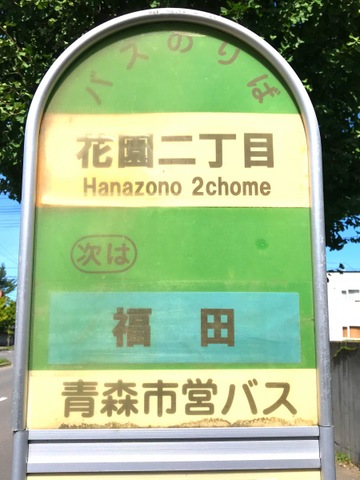 バスのりば
花園二丁目
Hanazono 2chome
次は
福田
青森市営バス